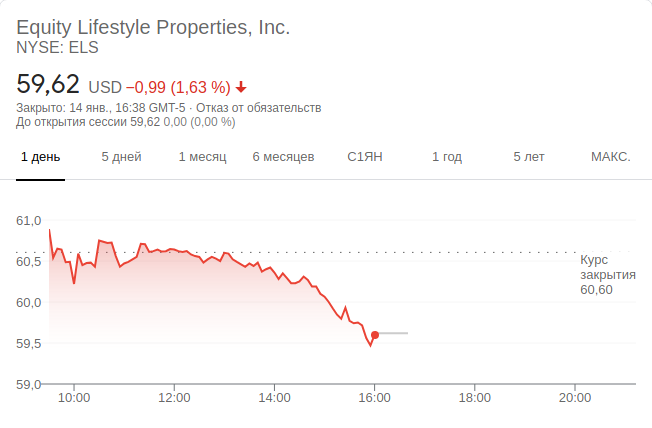 Equity Lifestyle Properties, Inc.
NYSE: ELS
59,62 USD −0,99 (1,63 %)
Закрыто: 14 янв., 16:38 GMT-5 · Отказ от обязательств
До открытия сессии 59,62 0,00 (0,00 %)
1 день 5 дней 1 месяц 6 месяцев С1ЯН 1 год 5 лет МАКС.
61,0
60,5
60,0
59,5
59,0
Курс
закрытия
60,60
10:00 12:00 14:00 16:00 18:00 20:00